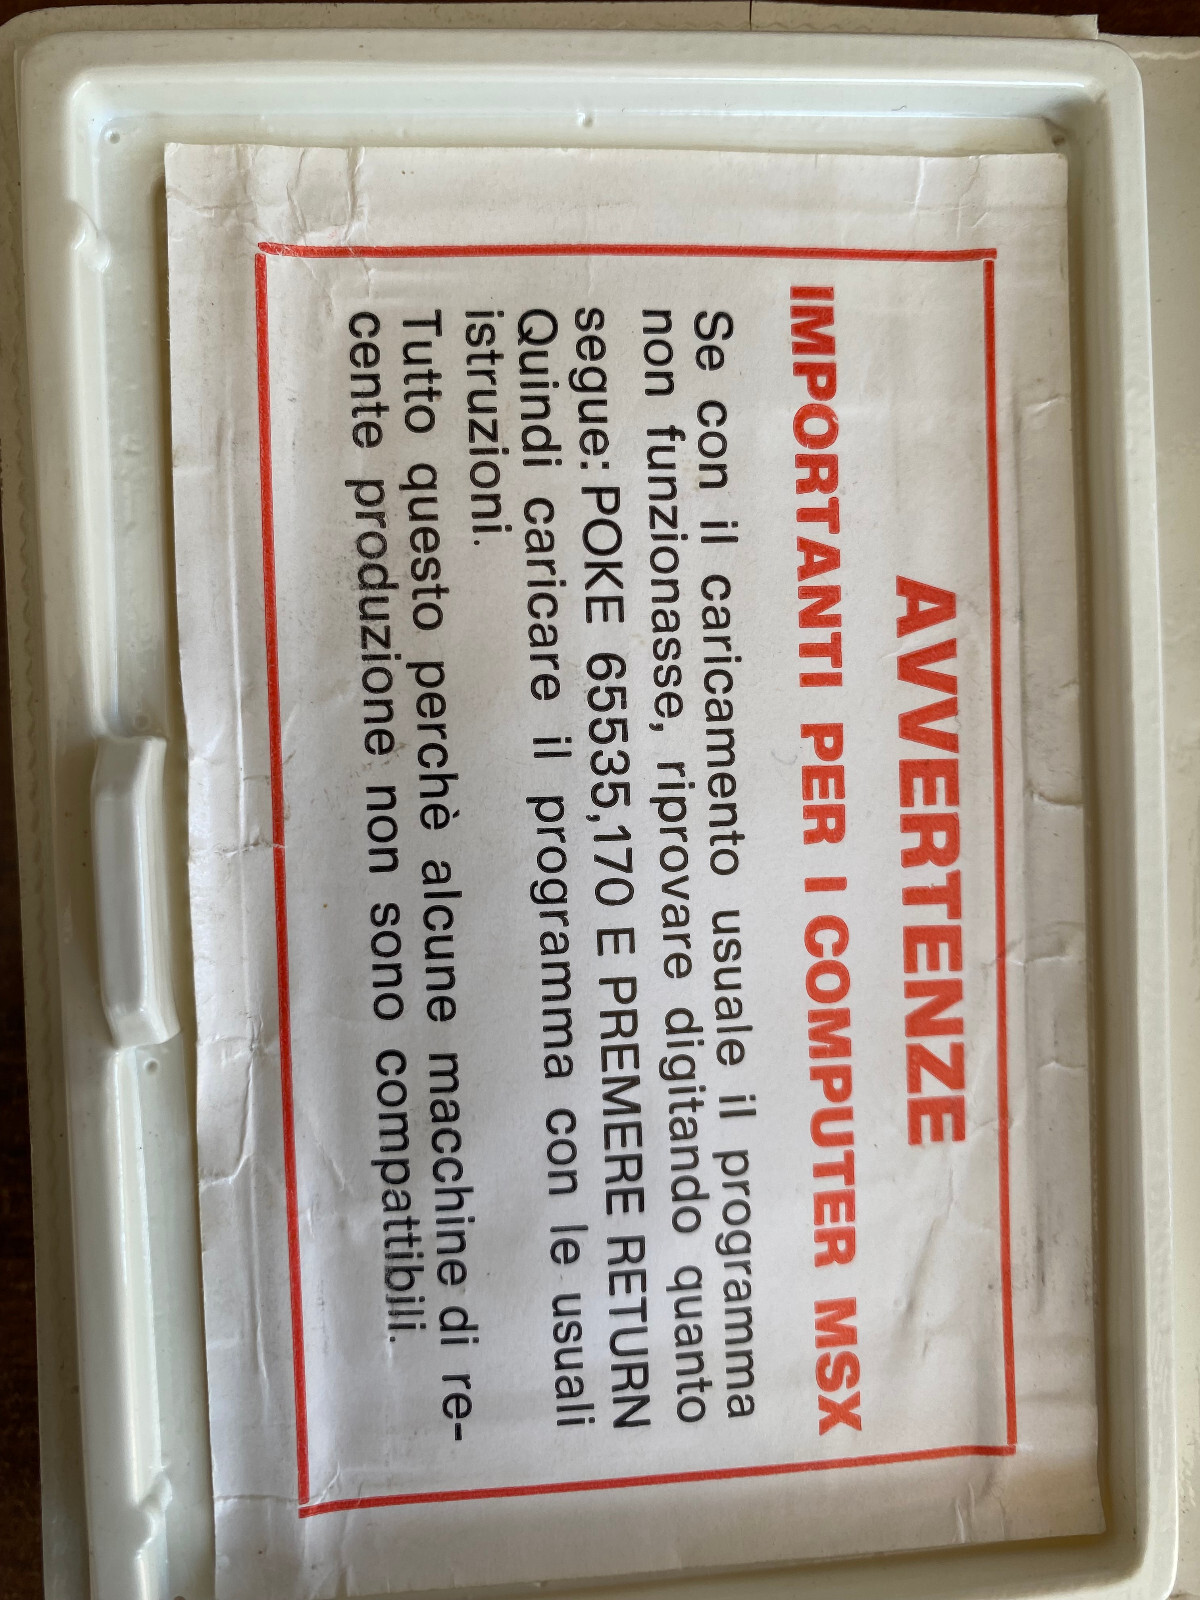 AVVERTENZE
IMPORTANTI PER I COMPUTER MSX
Se con il caricamento usuale il programma
non funzionasse, riprovare digitando quanto
segue: POKE 65535,170 E PREMERE RETURN
Quindi caricare il programma con le usuali
istruzioni.
Tutto questo perchè alcune macchine di re-
cente produzione non sono compattibili.